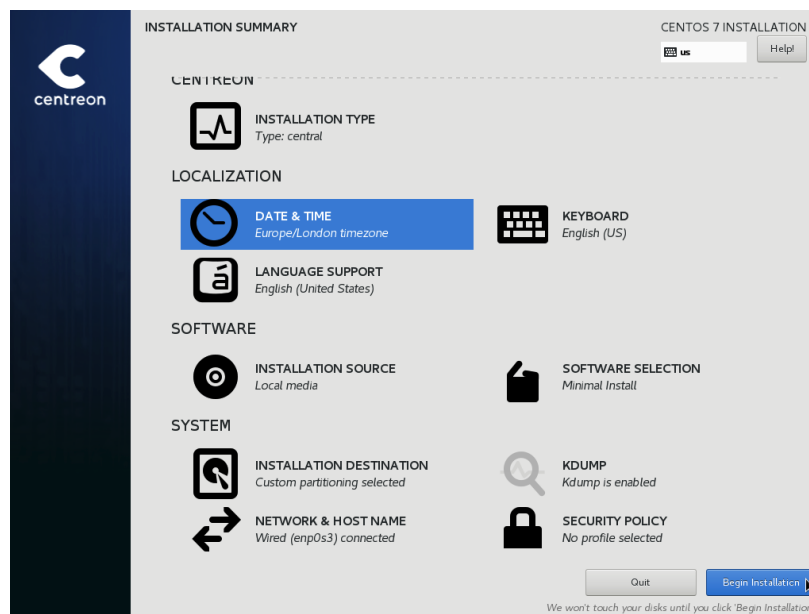 INSTALLATION SUMMARY
CENTOS 7 INSTALLATION
us
Help!
centreon
CENTREON
INSTALLATION TYPE
Type: central
LOCALIZATION
DATE & TIME
Europe/London timezone
KEYBOARD
English (US)
á
LANGUAGE SUPPORT
English (United States)
SOFTWARE
INSTALLATION SOURCE
Local media
SOFTWARE SELECTION
Minimal Install
SYSTEM
INSTALLATION DESTINATION
Custom partitioning selected
KDUMP
Kdump is enabled
NETWORK & HOST NAME
Wired (enp0s3) connected
SECURITY POLICY
No profile selected
Quit
Begin Installation
We won't touch your disks until you click 'Begin Installatio